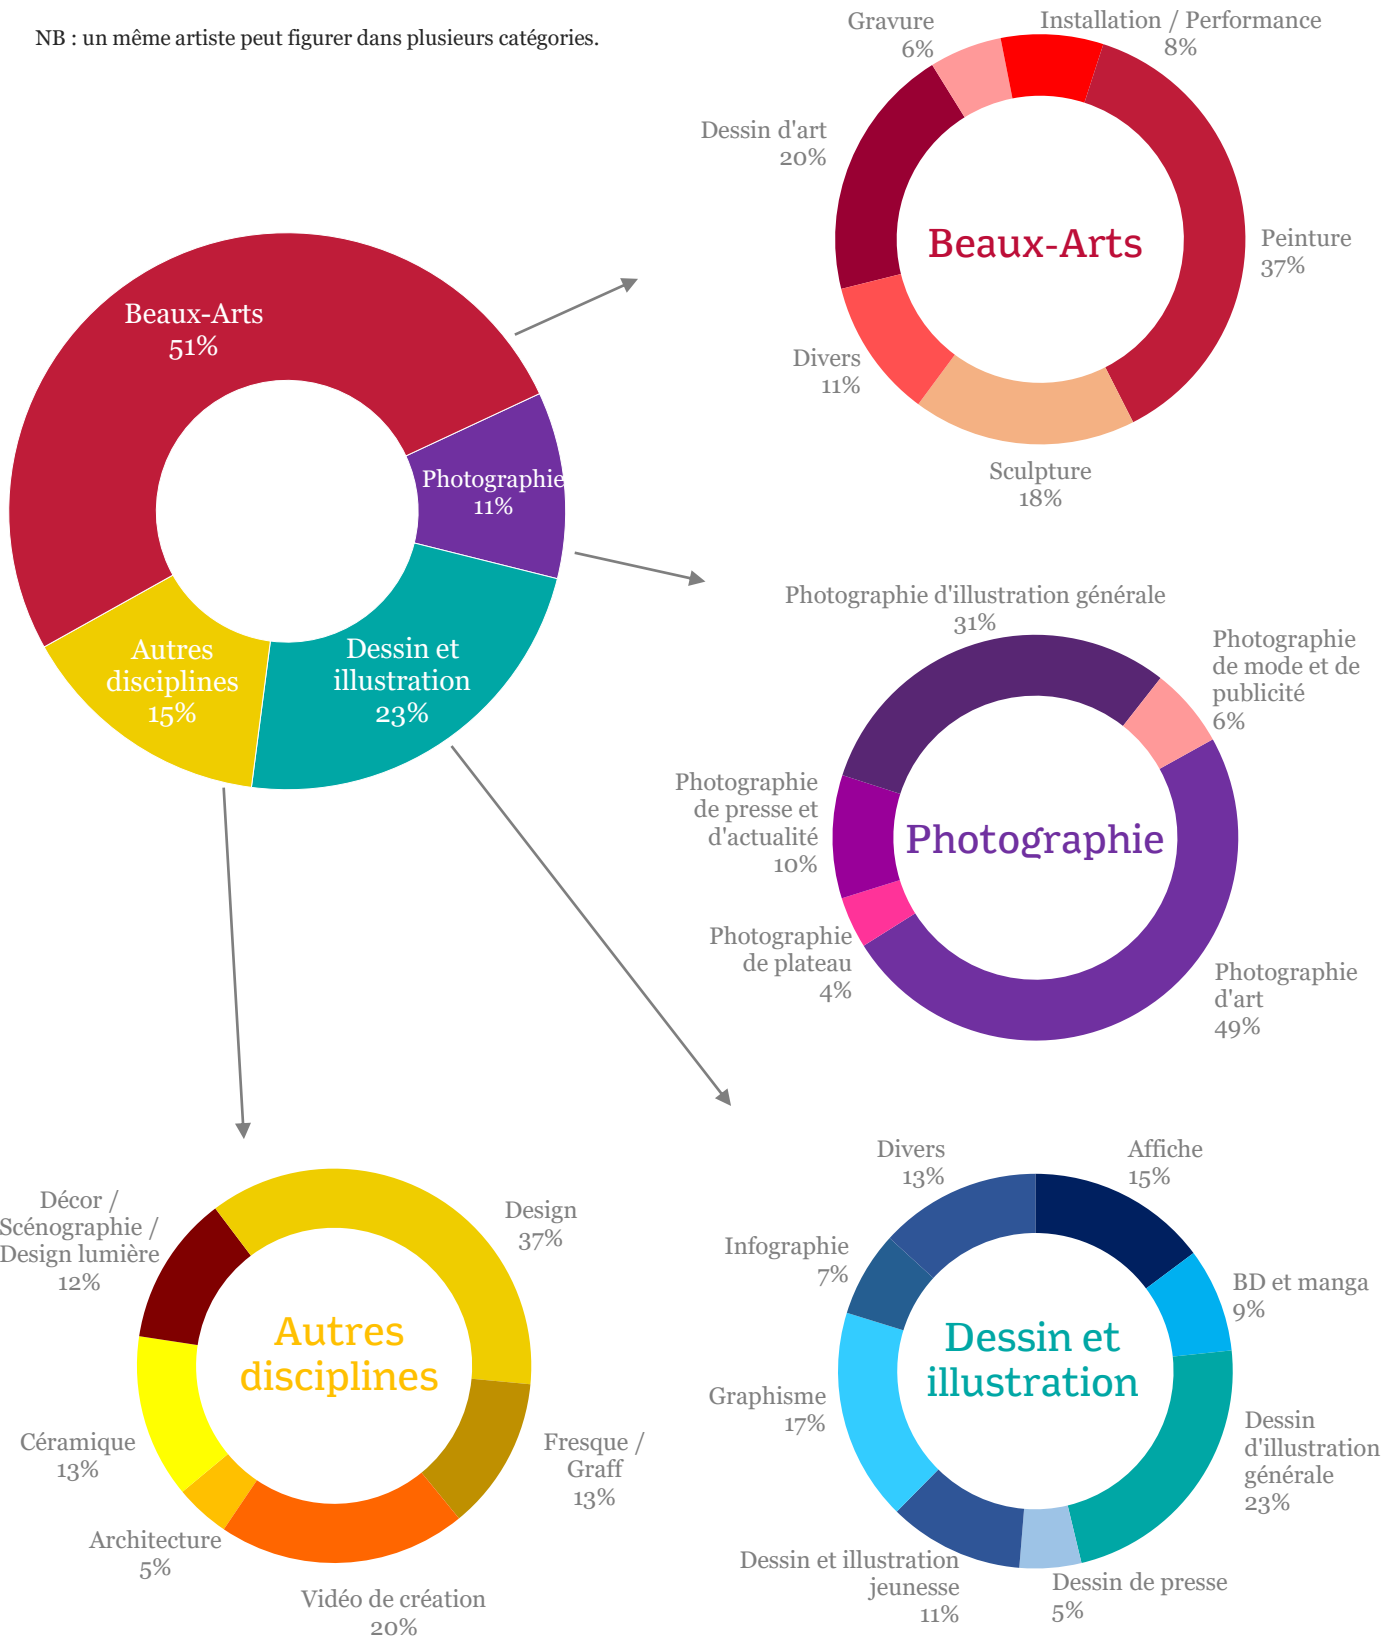 NB : un même artiste peut figurer dans plusieurs catégories.
Beaux-Arts
51%
Photographie
11%
Dessin et
illustration
23%
Autres
disciplines
15%
Gravure
6%
Installation / Performance
8%
Dessin d'art
20%
Beaux-Arts
Peinture
37%
Divers
11%
Sculpture
18%
Photographie d'illustration générale
31%
Photographie
de mode et de
publicité
6%
Photographie
de presse et
d'actualité
10%
Photographie
Photographie
de plateau
4%
Photographie
d'art
49%
Décor /
Scénographie /
Design lumière
12%
Design
37%
Autres
disciplines
Céramique
13%
Fresque /
Graff
13%
Architecture
5%
Vidéo de création
20%
Divers
13%
Affiche
15%
Infographie
7%
BD et manga
9%
Dessin et
illustration
Graphisme
17%
Dessin
d'illustration
générale
23%
Dessin et illustration
jeunesse
11%
Dessin de presse
5%